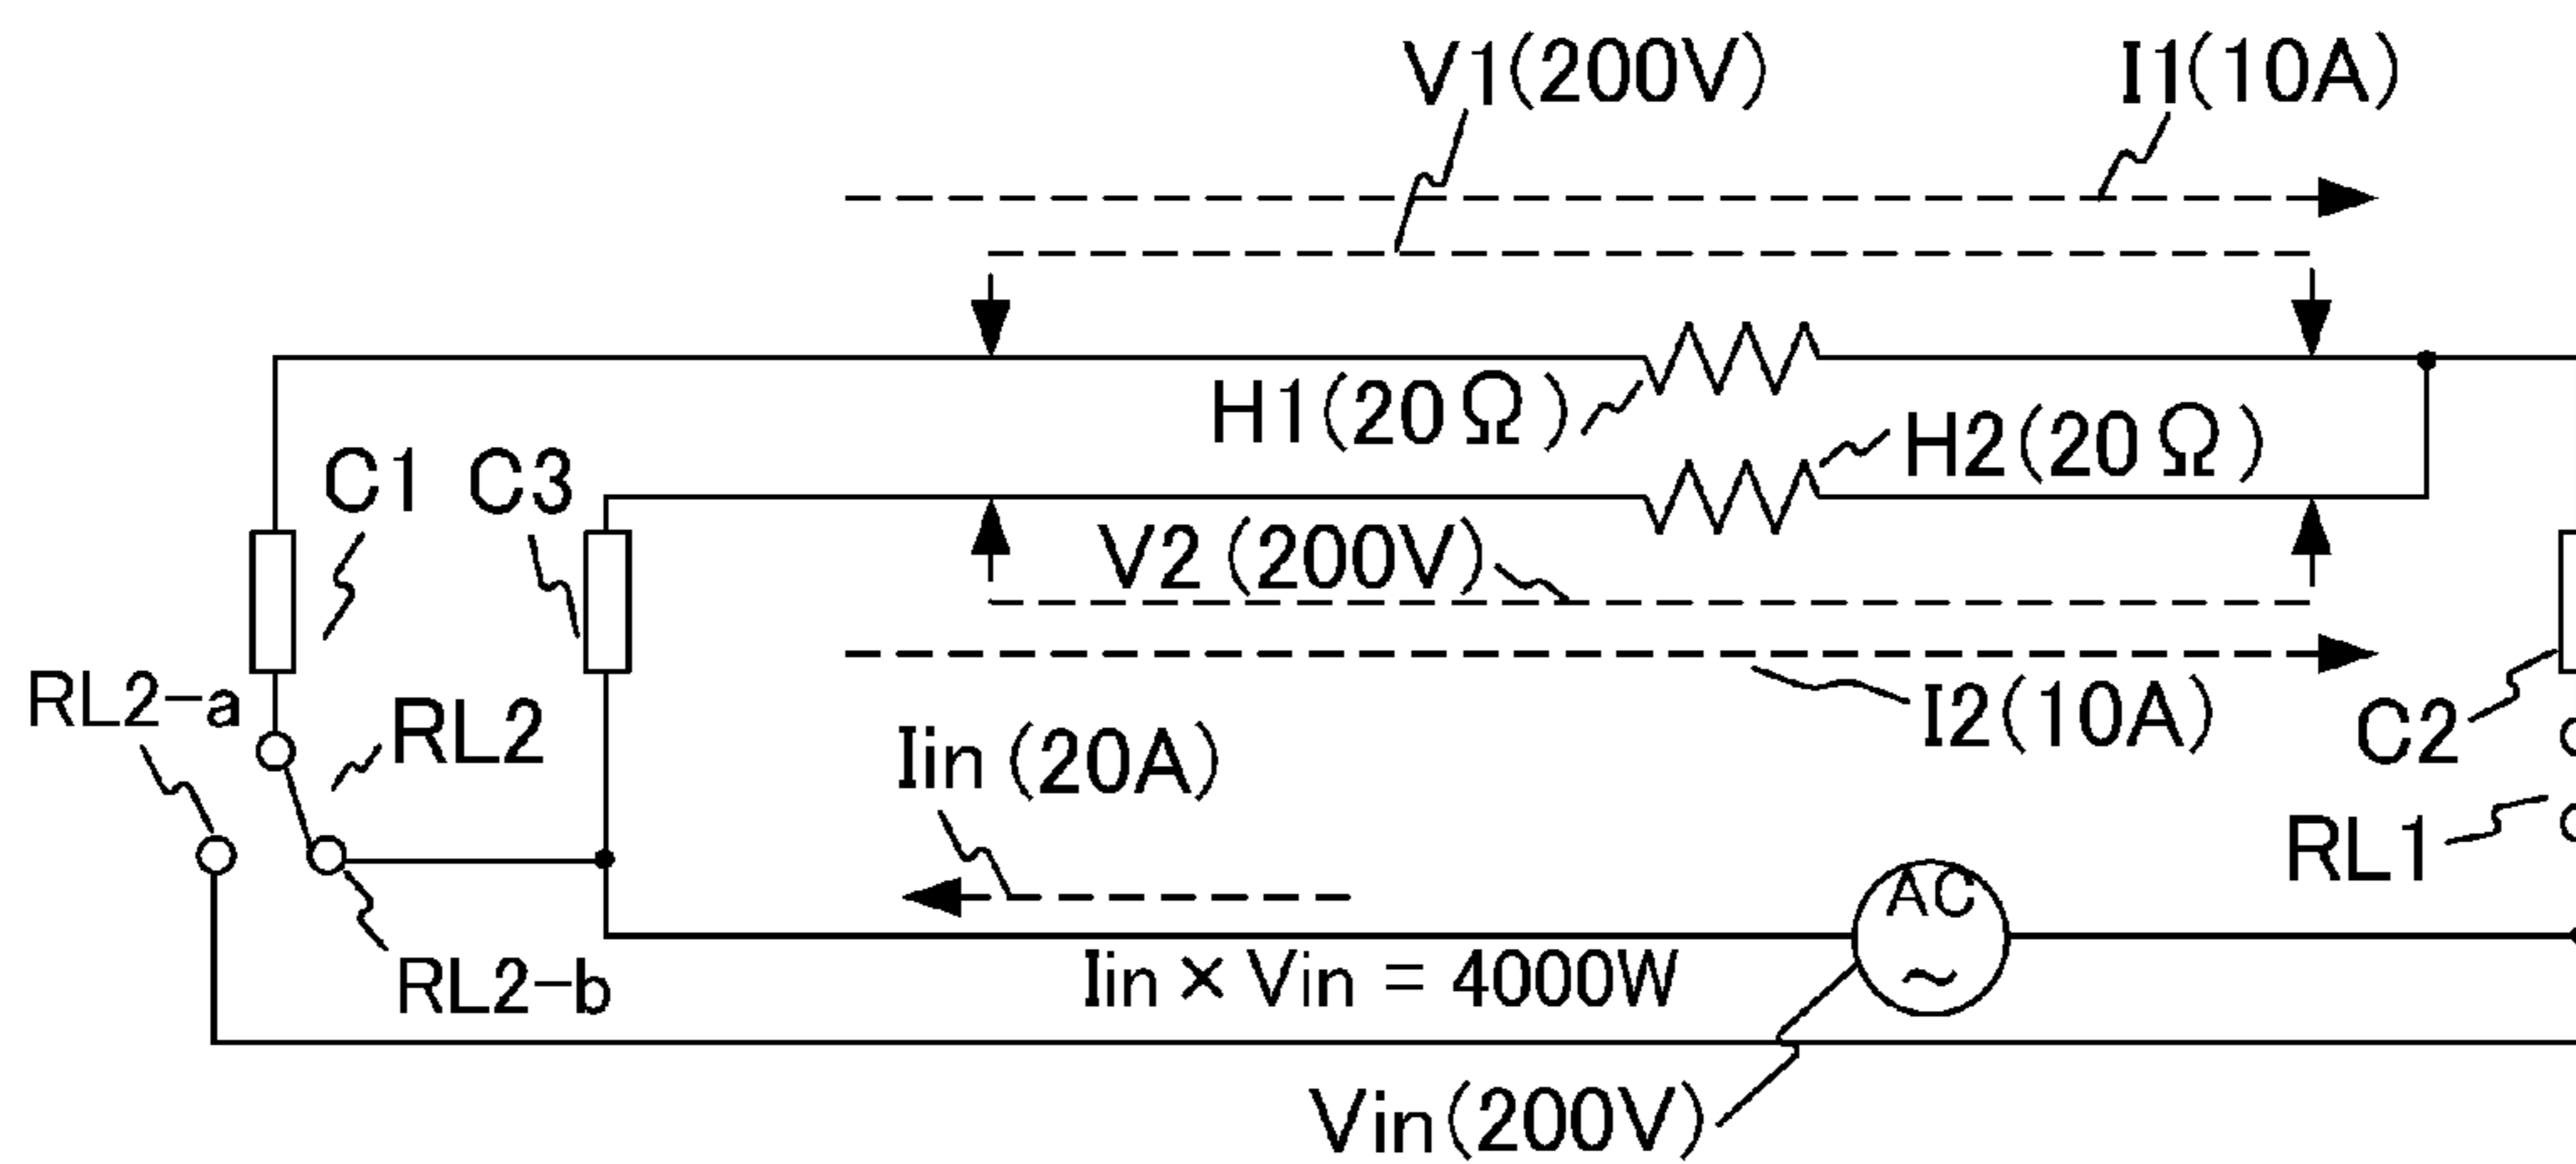 V1(200V)
I1(10A)
H1(20Ω)
H2(20Ω)
C1
C3
V2(200V)
RL2-a
RL2
I2(10A)
C2
Iin(20A)
RL1
AC
~
RL2-b
Iin × Vin = 4000W
Vin(200V)